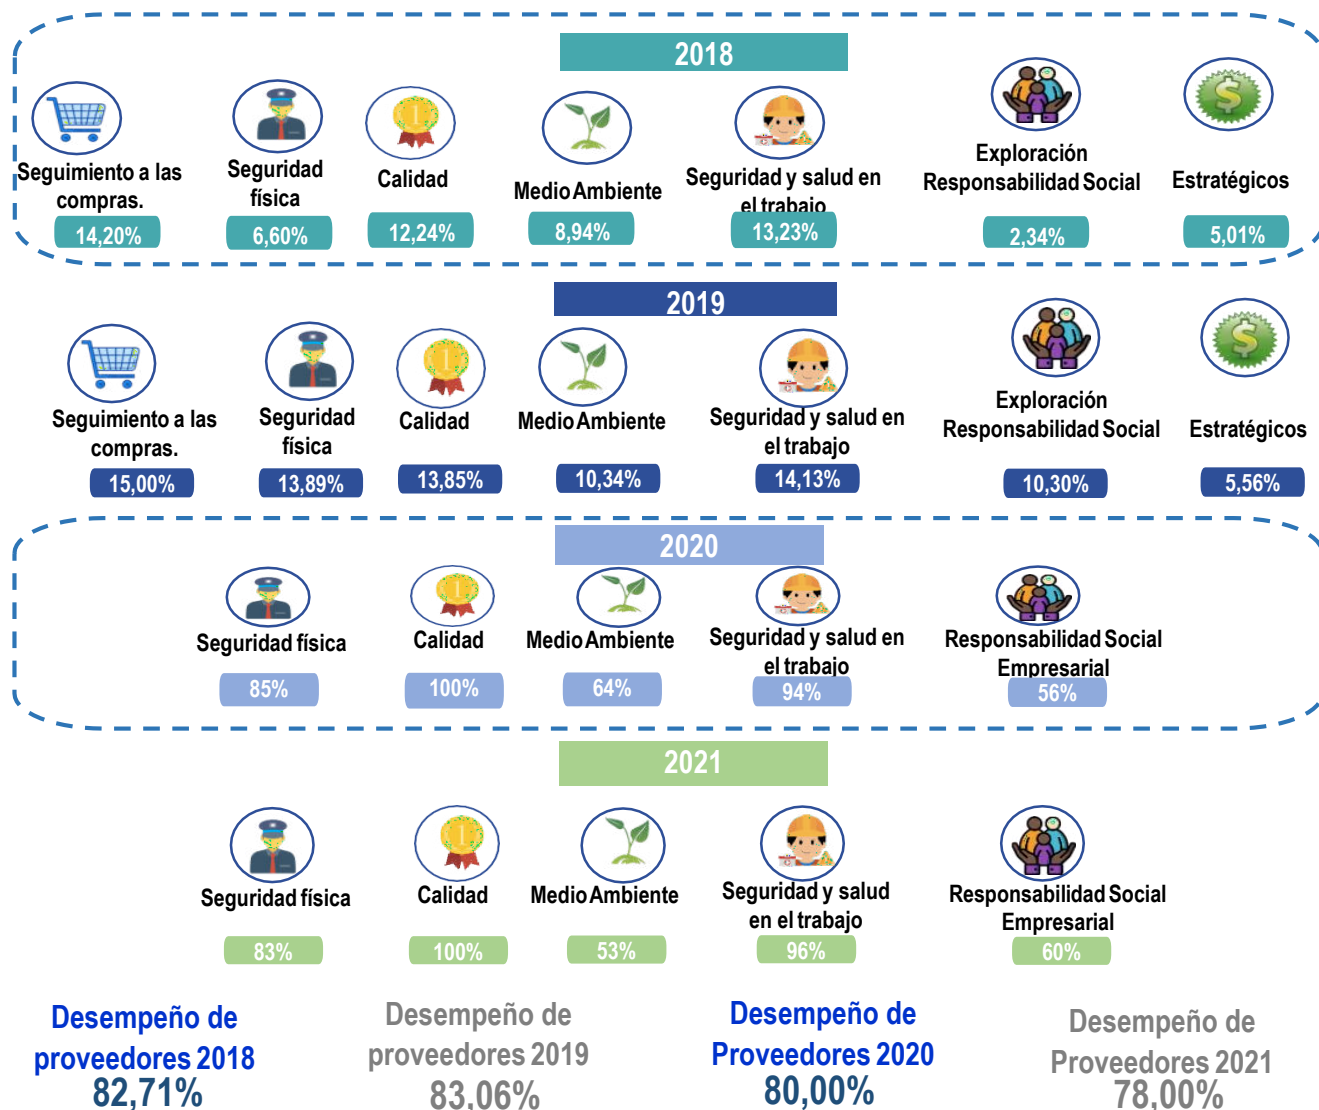 2018
Seguimiento a las
compras.
14,20%
Seguridad
física
6,60%
Calidad
12,24%
Medio Ambiente
8,94%
Seguridad y salud en
el trabajo
13,23%
Exploración
Responsabilidad Social
2,34%
Estratégicos
5,01%
2019
Seguimiento a las
compras.
15,00%
Seguridad
física
13,89%
Calidad
13,85%
Medio Ambiente
10,34%
Seguridad y salud en
el trabajo
14,13%
Exploración
Responsabilidad Social
10,30%
Estratégicos
5,56%
2020
Seguridad física
85%
Calidad
100%
Medio Ambiente
64%
Seguridad y salud en
el trabajo
94%
Responsabilidad Social
Empresarial
56%
2021
Seguridad física
83%
Calidad
100%
Medio Ambiente
53%
Seguridad y salud
en el trabajo
96%
Responsabilidad Social
Empresarial
60%
Desempeño de
proveedores 2018
82,71%
Desempeño de
proveedores 2019
83,06%
Desempeño de
Proveedores 2020
80,00%
Desempeño de
Proveedores 2021
78,00%